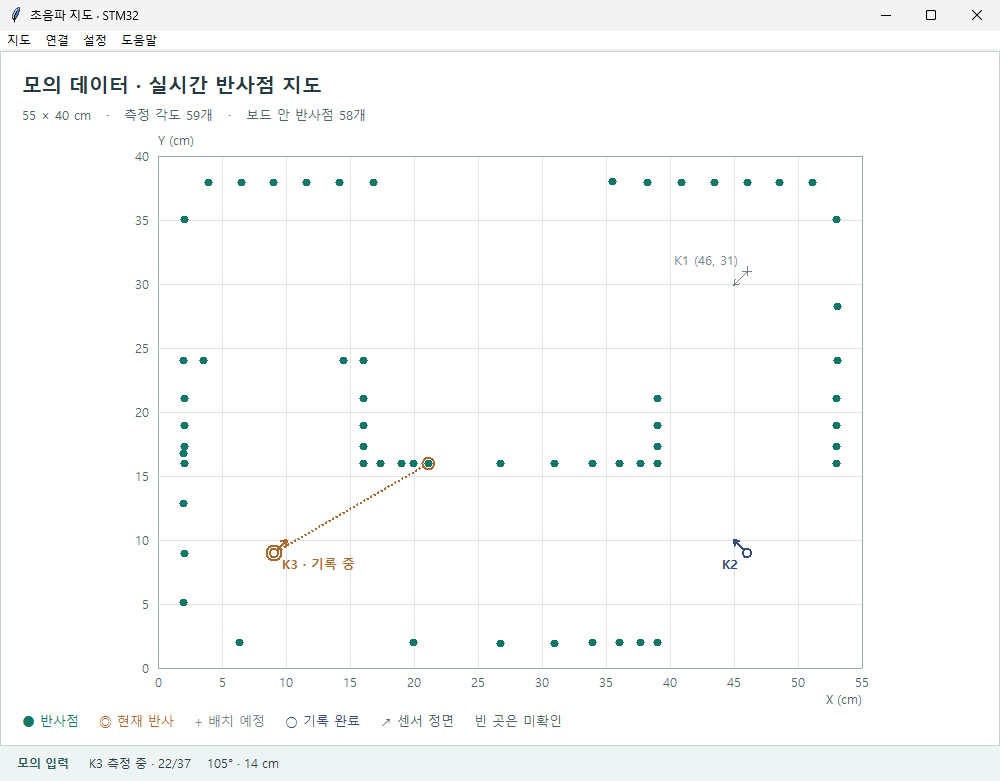 초음파 지도 · STM32
지도 연결 설정 도움말
모의 데이터 · 실시간 반사점 지도
55 × 40 cm · 측정 각도 59개 · 보드 안 반사점 58개
Y (cm)
40
35
K1 (46, 31)
30
25
20
15
10
K3 · 기록 중
K2
5
0
0 5 10 15 20 25 30 35 40 45 50 55
X (cm)
반사점 현재 반사 + 배치 예정 기록 완료 ↗ 센서 정면 빈 곳은 미확인
모의 입력 K3 측정 중 · 22/37 105° · 14 cm